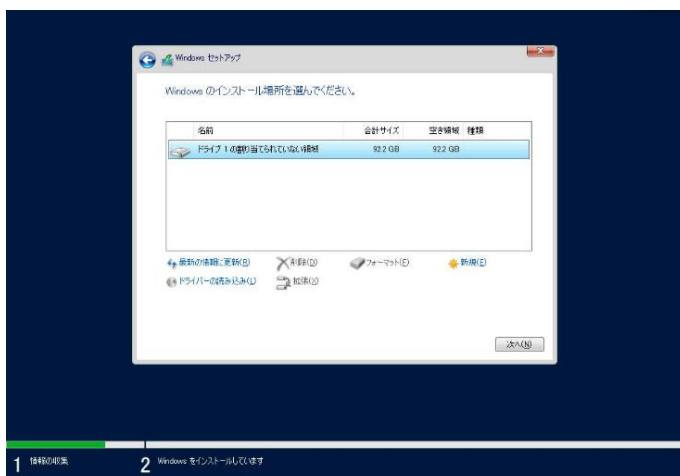 Windows セットアップ
Windows のインストール場所を選んでください。
名前 合計サイズ 空き領域 種類
ドライブ 1 の割り当てられていない領域 92.2 GB 92.2 GB
最新の情報に更新(R) 削除(D) フォーマット(F) 新規(E)
ドライバーの読み込み(L) 拡張(X)
次へ(N)
1 情報の収集 2 Windows をインストールしています